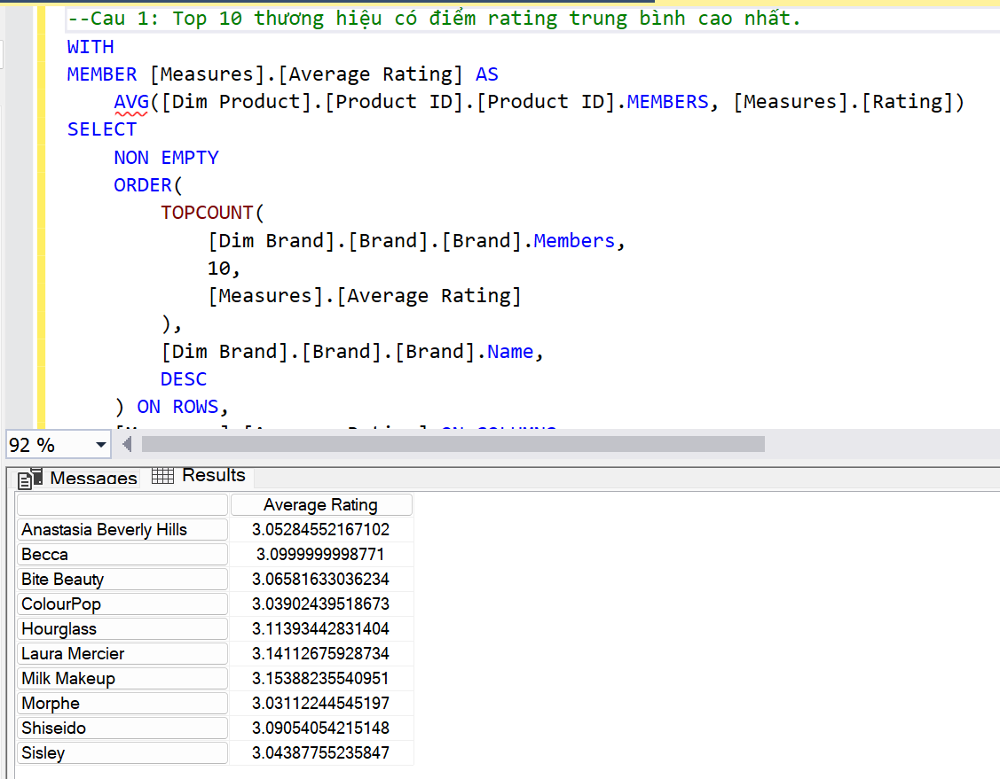 --Cau 1: Top 10 thương hiệu có điểm rating trung bình cao nhất.
WITH
MEMBER [Measures].[Average Rating] AS
AVG([Dim Product].[Product ID].[Product ID].MEMBERS, [Measures].[Rating])
SELECT
NON EMPTY
ORDER(
TOPCOUNT(
[Dim Brand].[Brand].[Brand].Members,
10,
[Measures].[Average Rating]
),
[Dim Brand].[Brand].[Brand].Name,
DESC
) ON ROWS,
92 %
Messages Results
Average Rating
Anastasia Beverly Hills 3.05284552167102
Becca 3.0999999998771
Bite Beauty 3.06581633036234
ColourPop 3.03902439518673
Hourglass 3.11393442831404
Laura Mercier 3.14112675928734
Milk Makeup 3.15388235540951
Morphe 3.03112244545197
Shiseido 3.09054054215148
Sisley 3.04387755235847